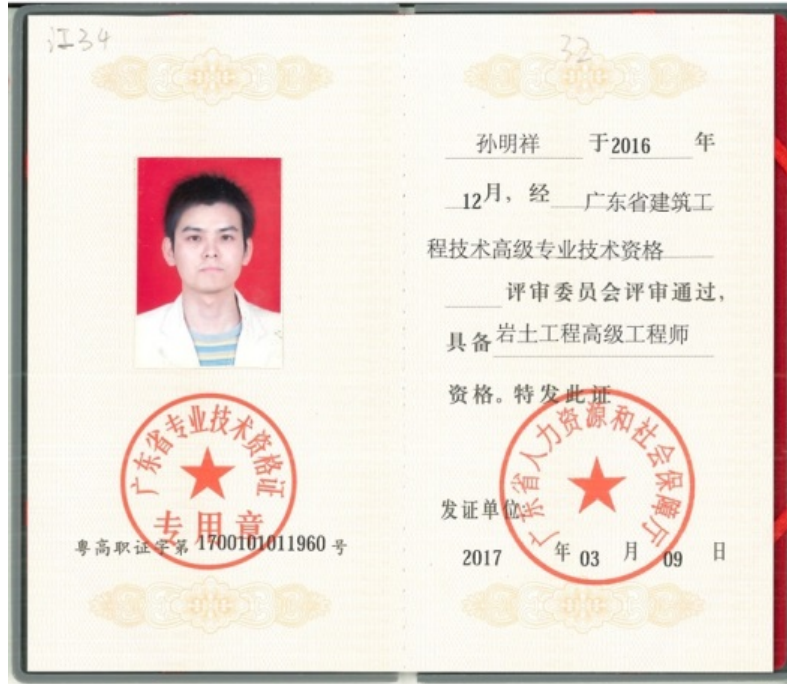 江34
广东省专业技术资格证
专用章
粤高职证字第 1700101011960 号
32
孙明祥 于2016 年
12月，经 广东省建筑工
程技术高级专业技术资格
评审委员会评审通过，
具备岩土工程高级工程师
资格。特发此证
广东省人力资源和社会保障厅
发证单位
2017 年 03 月 09 日